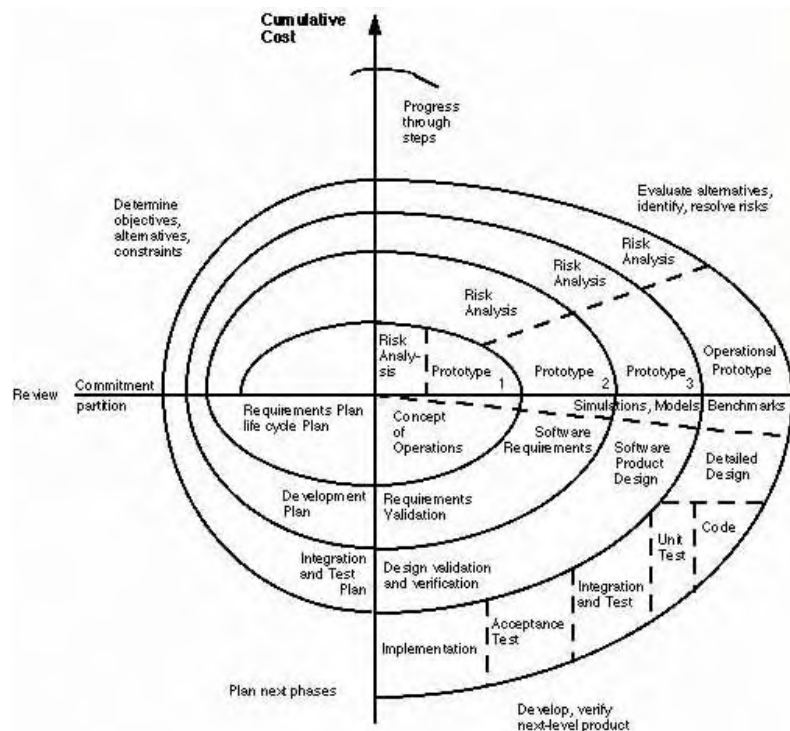 Cumulative
Cost
Progress
through
steps
Determine
objectives,
alternatives,
constraints
Evaluate alternatives,
identify, resolve risks
Risk
Analysis
Risk
Analysis
Risk
Analysis
Risk
Analy-
sis
Prototype
1
Prototype
2
Prototype
3
Operational
Prototype
Review
Commitment
partition
Requirements Plan
life cycle Plan
Concept
of
Operations
Simulations, Models
Benchmarks
Software
Requirements
Software
Product
Design
Detailed
Design
Development
Plan
Requirements
Validation
Code
Unit
Test
Integration
and Test
Plan
Design validation
and verification
Integration
and Test
Acceptance
Test
Implementation
Plan next phases
Develop, verify
next-level product